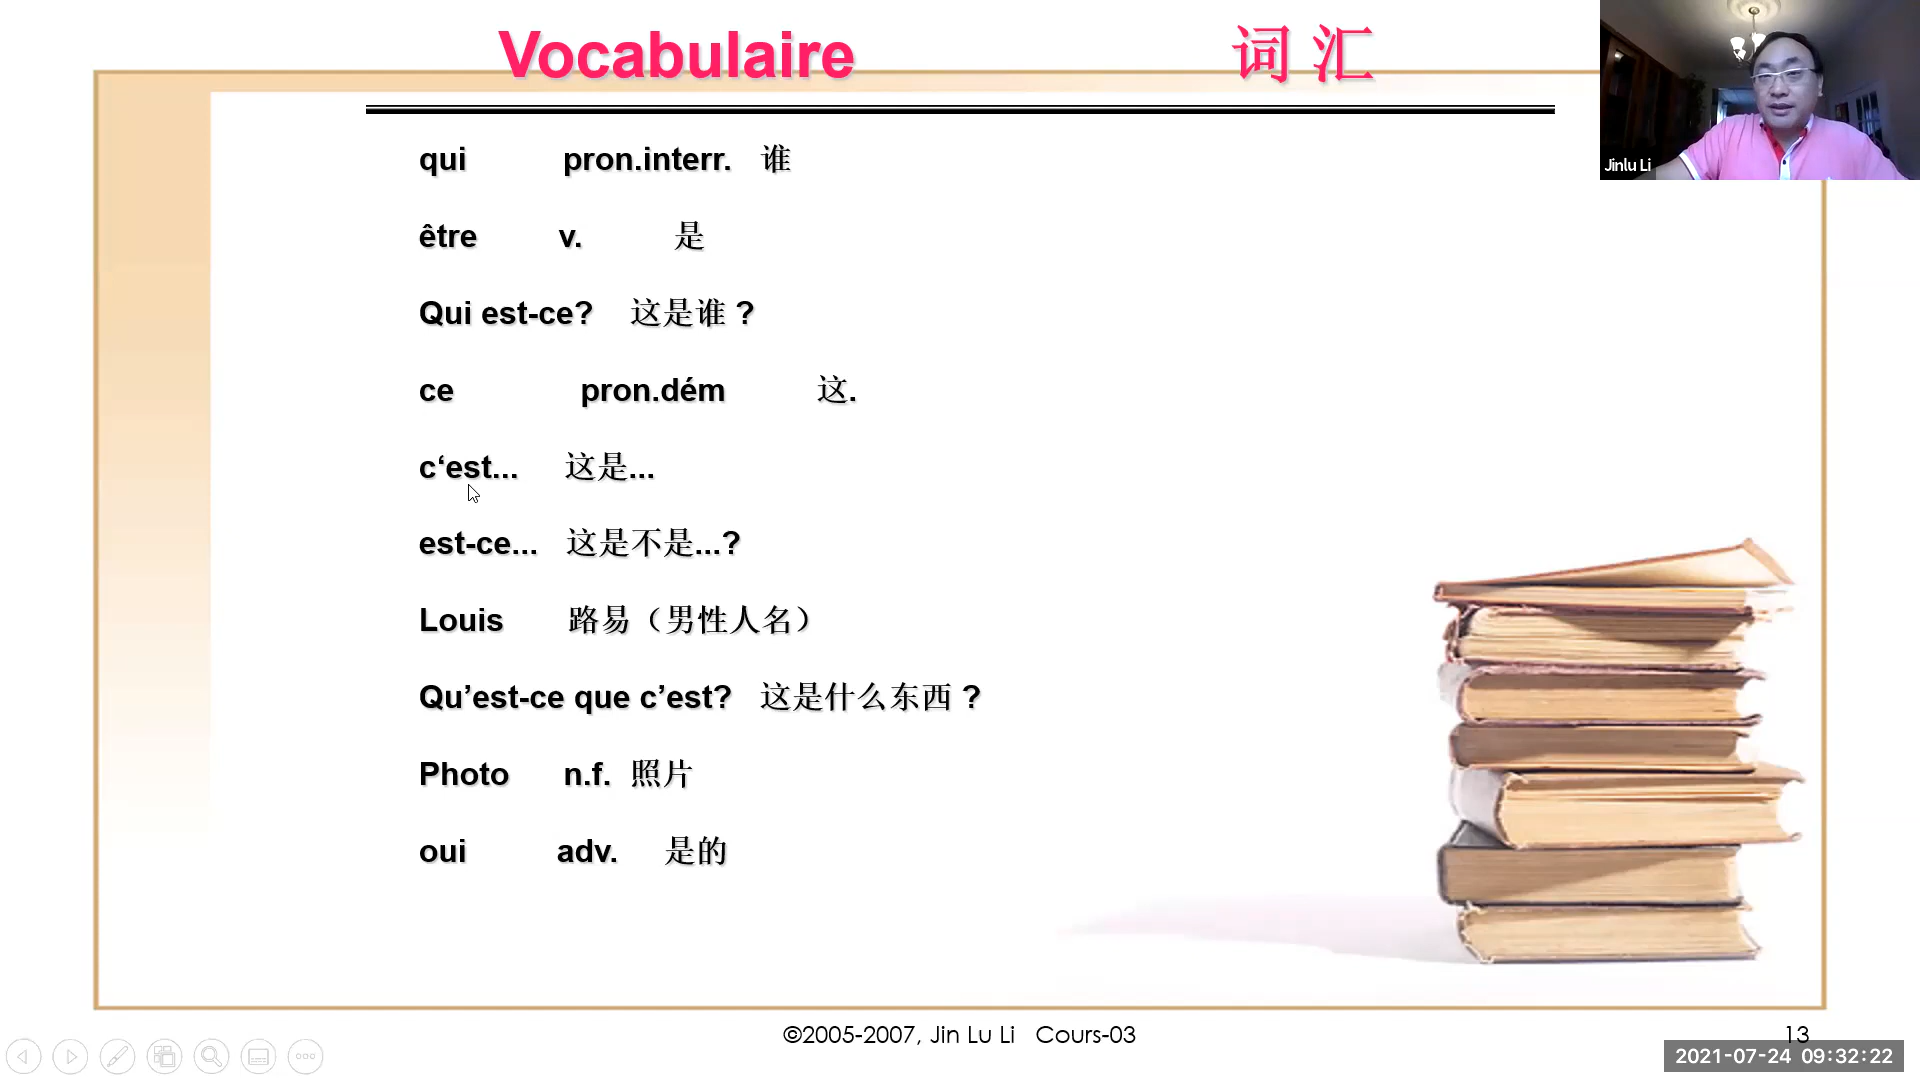 Vocabulaire 词 汇
Jinlu Li
qui pron.interr. 谁
être v. 是
Qui est-ce? 这是谁 ?
ce pron.dém 这.
c‘est... 这是...
est-ce... 这是不是...?
Louis 路易（男性人名）
Qu’est-ce que c’est? 这是什么东西 ?
Photo n.f. 照片
oui adv. 是的
©2005-2007, Jin Lu Li Cours-03
13
2021-07-24 09:32:22